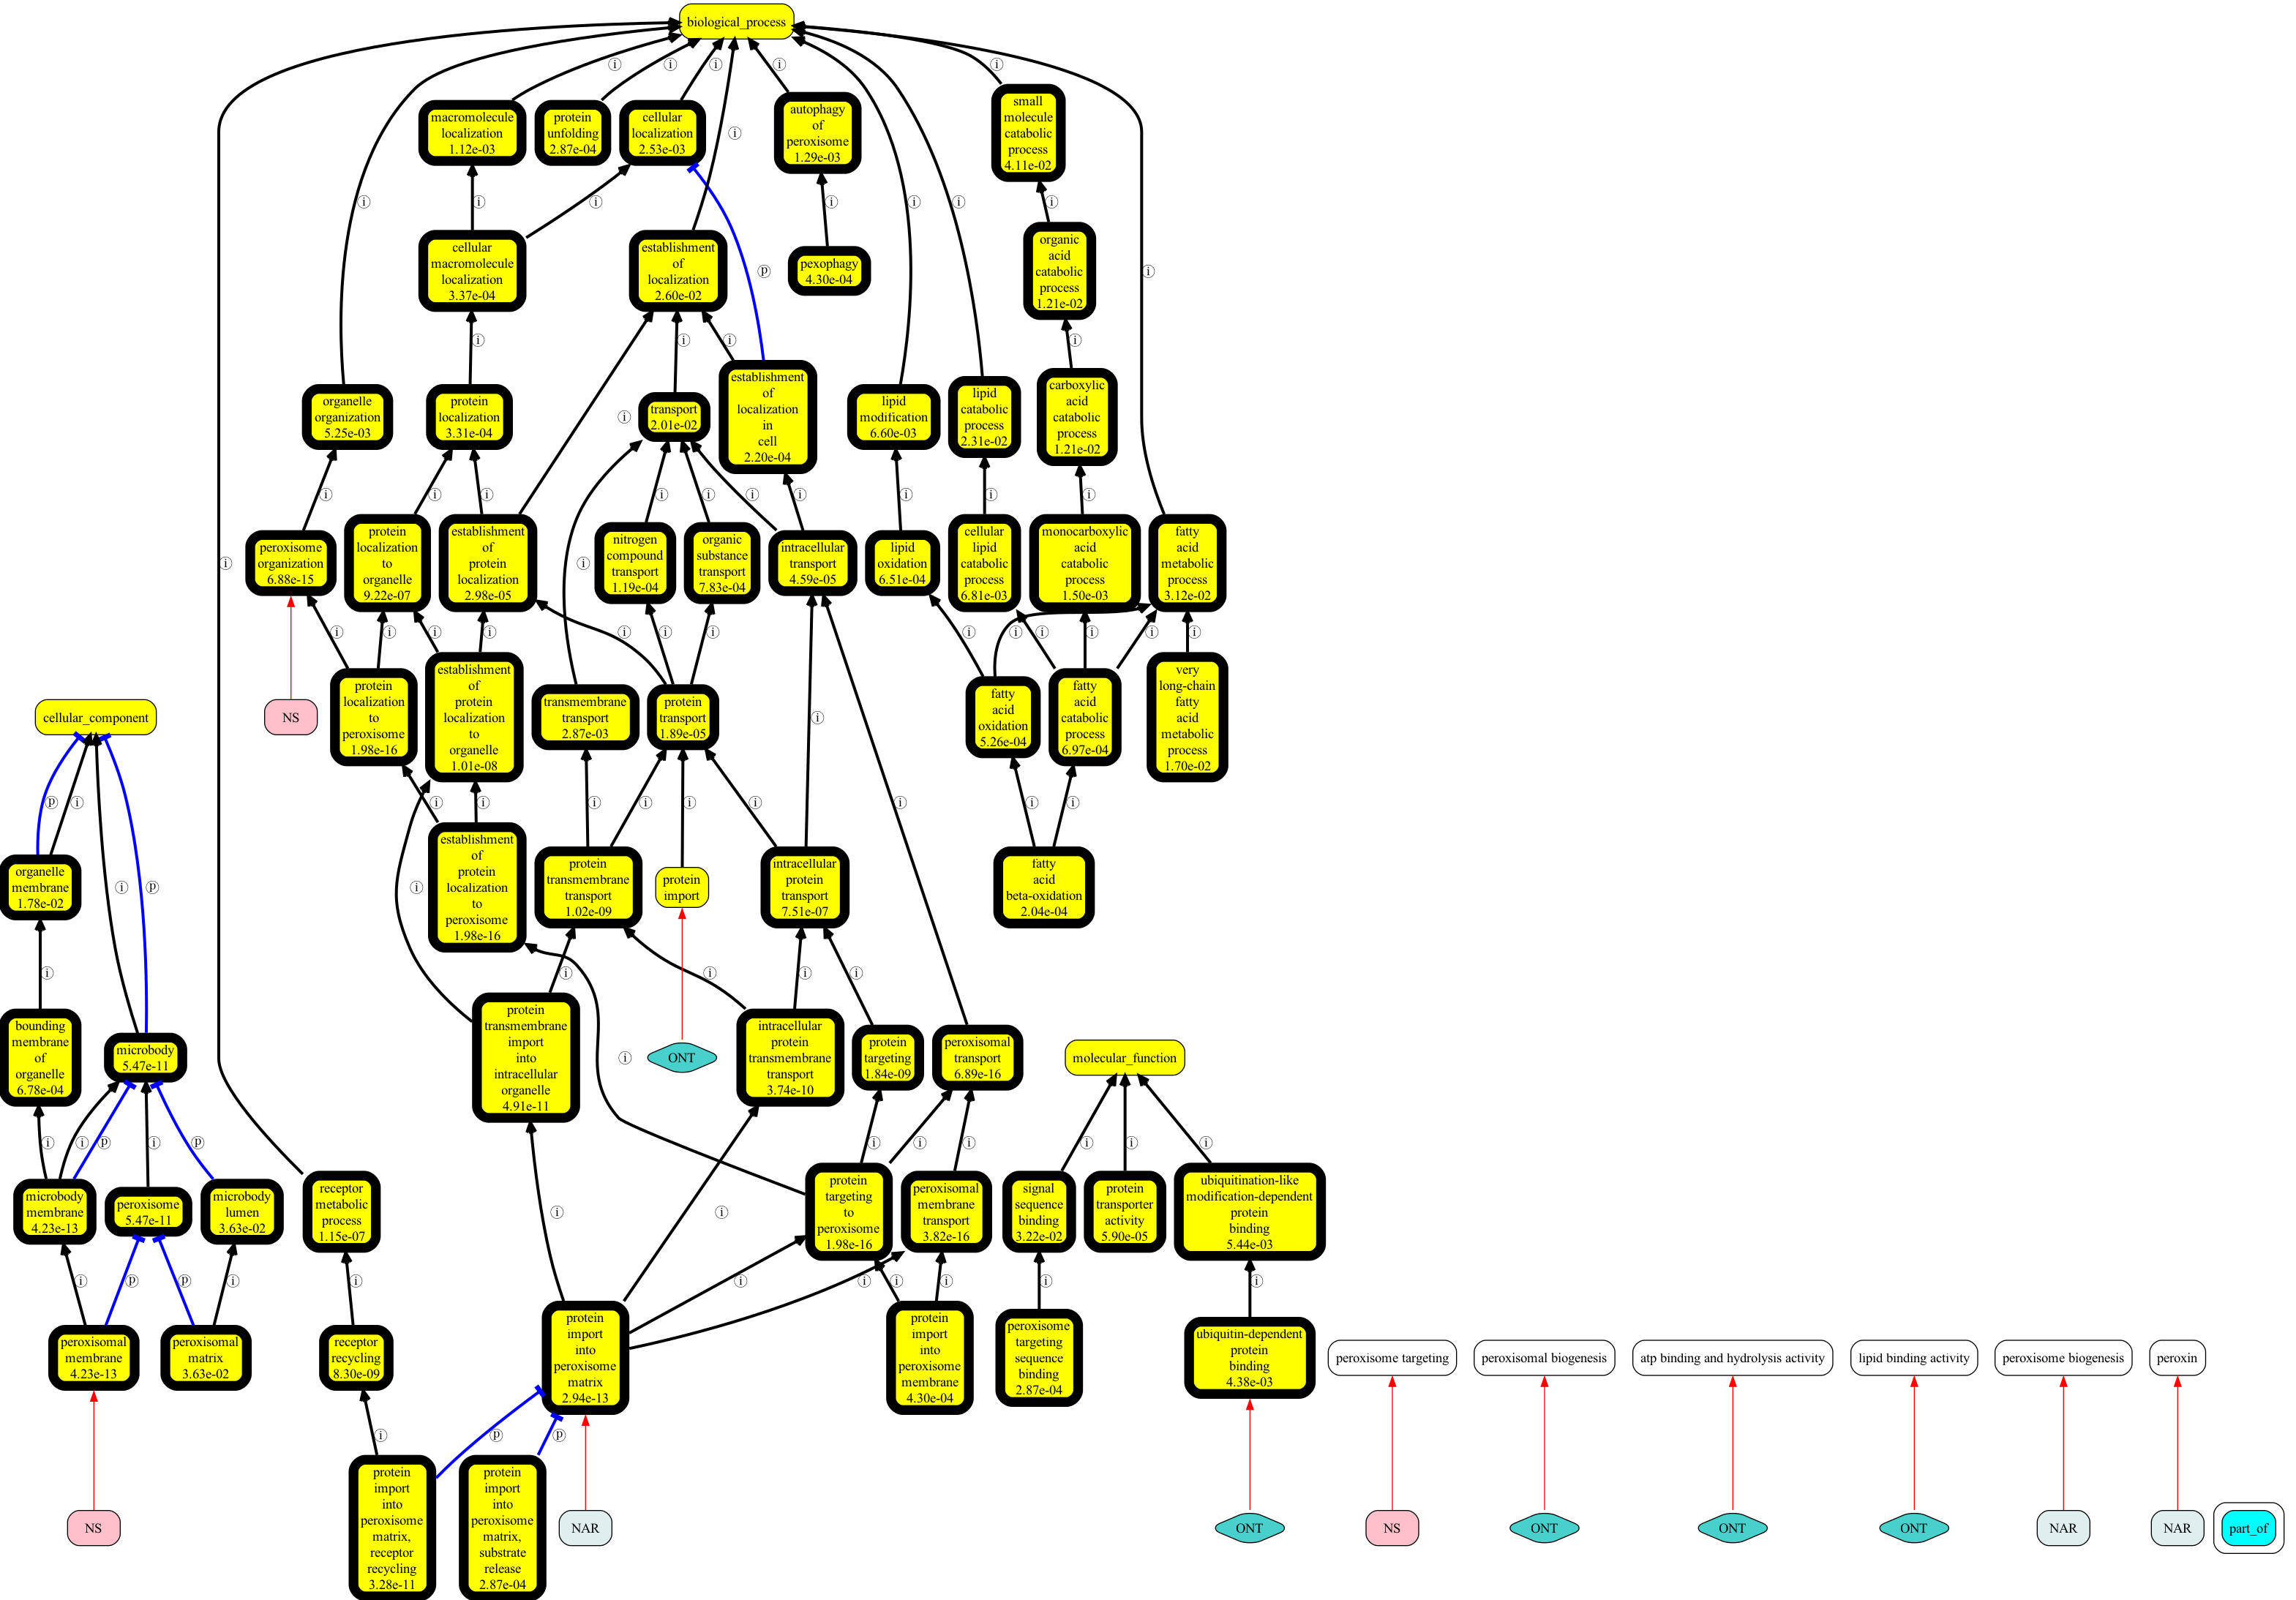 biological_process
macromolecule
localization
1.12e-03
protein
unfolding
2.87e-04
cellular
localization
2.53e-03
autophagy
of
peroxisome
1.29e-03
small
molecule
catabolic
process
4.11e-02
cellular
macromolecule
localization
3.37e-04
establishment
of
localization
2.60e-02
pexophagy
4.30e-04
organic
acid
catabolic
process
1.21e-02
organelle
organization
5.25e-03
protein
localization
3.31e-04
transport
2.01e-02
establishment
of
localization
in
cell
2.20e-04
lipid
modification
6.60e-03
lipid
catabolic
process
2.31e-02
carboxylic
acid
catabolic
process
1.21e-02
peroxisome
organization
6.88e-15
protein
localization
to
organelle
9.22e-07
establishment
of
protein
localization
2.98e-05
nitrogen
compound
transport
1.19e-04
organic
substance
transport
7.83e-04
intracellular
transport
4.59e-05
lipid
oxidation
6.51e-04
cellular
lipid
catabolic
process
6.81e-03
monocarboxylic
acid
catabolic
process
1.50e-03
fatty
acid
metabolic
process
3.12e-02
cellular_component
NS
protein
localization
to
peroxisome
1.98e-16
establishment
of
protein
localization
to
organelle
1.01e-08
transmembrane
transport
2.87e-03
protein
transport
1.89e-05
fatty
acid
oxidation
5.26e-04
fatty
acid
catabolic
process
6.97e-04
very
long-chain
fatty
acid
metabolic
process
1.70e-02
organelle
membrane
1.78e-02
establishment
of
protein
localization
to
peroxisome
1.98e-16
protein
transmembrane
transport
1.02e-09
protein
import
intracellular
protein
transport
7.51e-07
fatty
acid
beta-oxidation
2.04e-04
bounding
membrane
of
organelle
6.78e-04
microbody
5.47e-11
protein
transmembrane
import
into
intracellular
organelle
4.91e-11
ONT
intracellular
protein
transmembrane
transport
3.74e-10
protein
targeting
1.84e-09
peroxisomal
transport
6.89e-16
molecular_function
microbody
membrane
4.23e-13
peroxisome
5.47e-11
microbody
lumen
3.63e-02
receptor
metabolic
process
1.15e-07
protein
targeting
to
peroxisome
1.98e-16
peroxisomal
membrane
transport
3.82e-16
signal
sequence
binding
3.22e-02
protein
transporter
activity
5.90e-05
ubiquitination-like
modification-dependent
protein
binding
5.44e-03
peroxisomal
membrane
4.23e-13
peroxisomal
matrix
3.63e-02
receptor
recycling
8.30e-09
protein
import
into
peroxisome
matrix
2.94e-13
protein
import
into
peroxisome
membrane
4.30e-04
peroxisome
targeting
sequence
binding
2.87e-04
ubiquitin-dependent
protein
binding
4.38e-03
peroxisome targeting
peroxisomal biogenesis
atp binding and hydrolysis activity
lipid binding activity
peroxisome biogenesis
peroxin
NS
protein
import
into
peroxisome
matrix,
receptor
recycling
3.28e-11
protein
import
into
peroxisome
matrix,
substrate
release
2.87e-04
NAR
ONT
NS
ONT
ONT
ONT
NAR
NAR
part_of